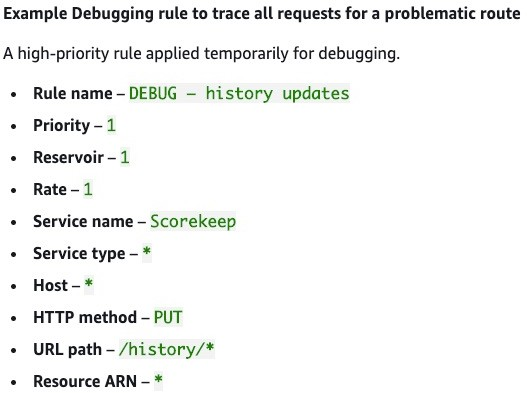 Example Debugging rule to trace all requests for a problematic route
A high-priority rule applied temporarily for debugging.
• Rule name – DEBUG – history updates
• Priority – 1
• Reservoir – 1
• Rate – 1
• Service name – Scorekeep
• Service type – *
• Host – *
• HTTP method – PUT
• URL path – /history/*
• Resource ARN – *